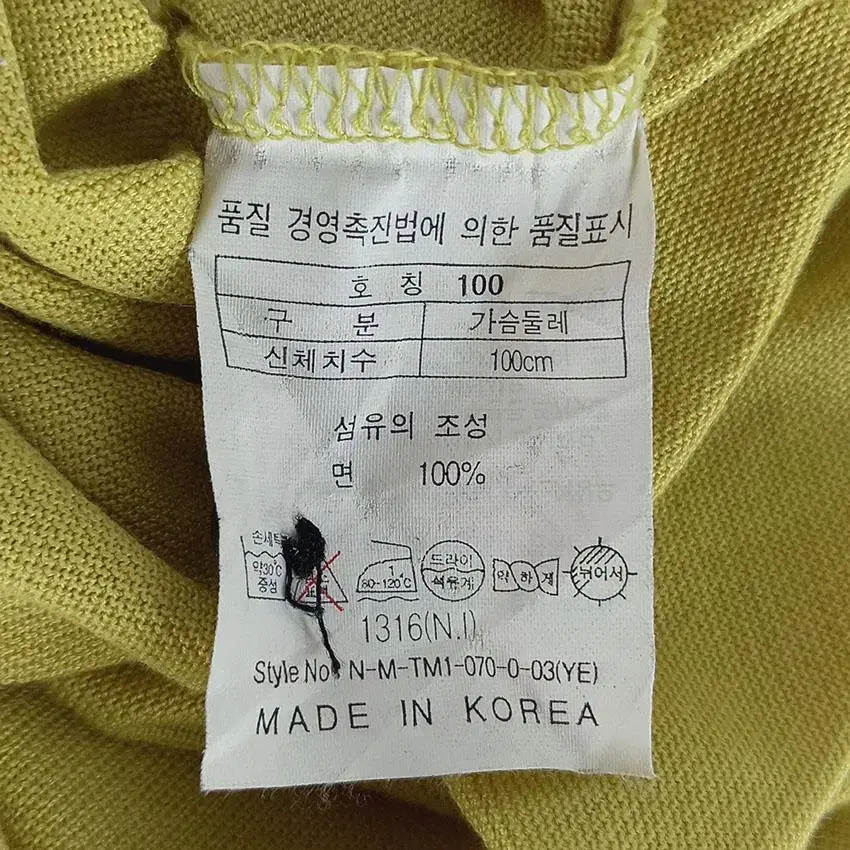 품질 경영촉진법에 의한 품질표시
호 칭 100
구 분 가슴둘레
신체치수 100cm
섬유의 조성
면 100%
손세탁
약30℃
중성
1
80-120℃
드라이
석유계
약하게
뉘어서
1316(N.I)
Style No N-M-TM1-070-0-03(YE)
MADE IN KOREA